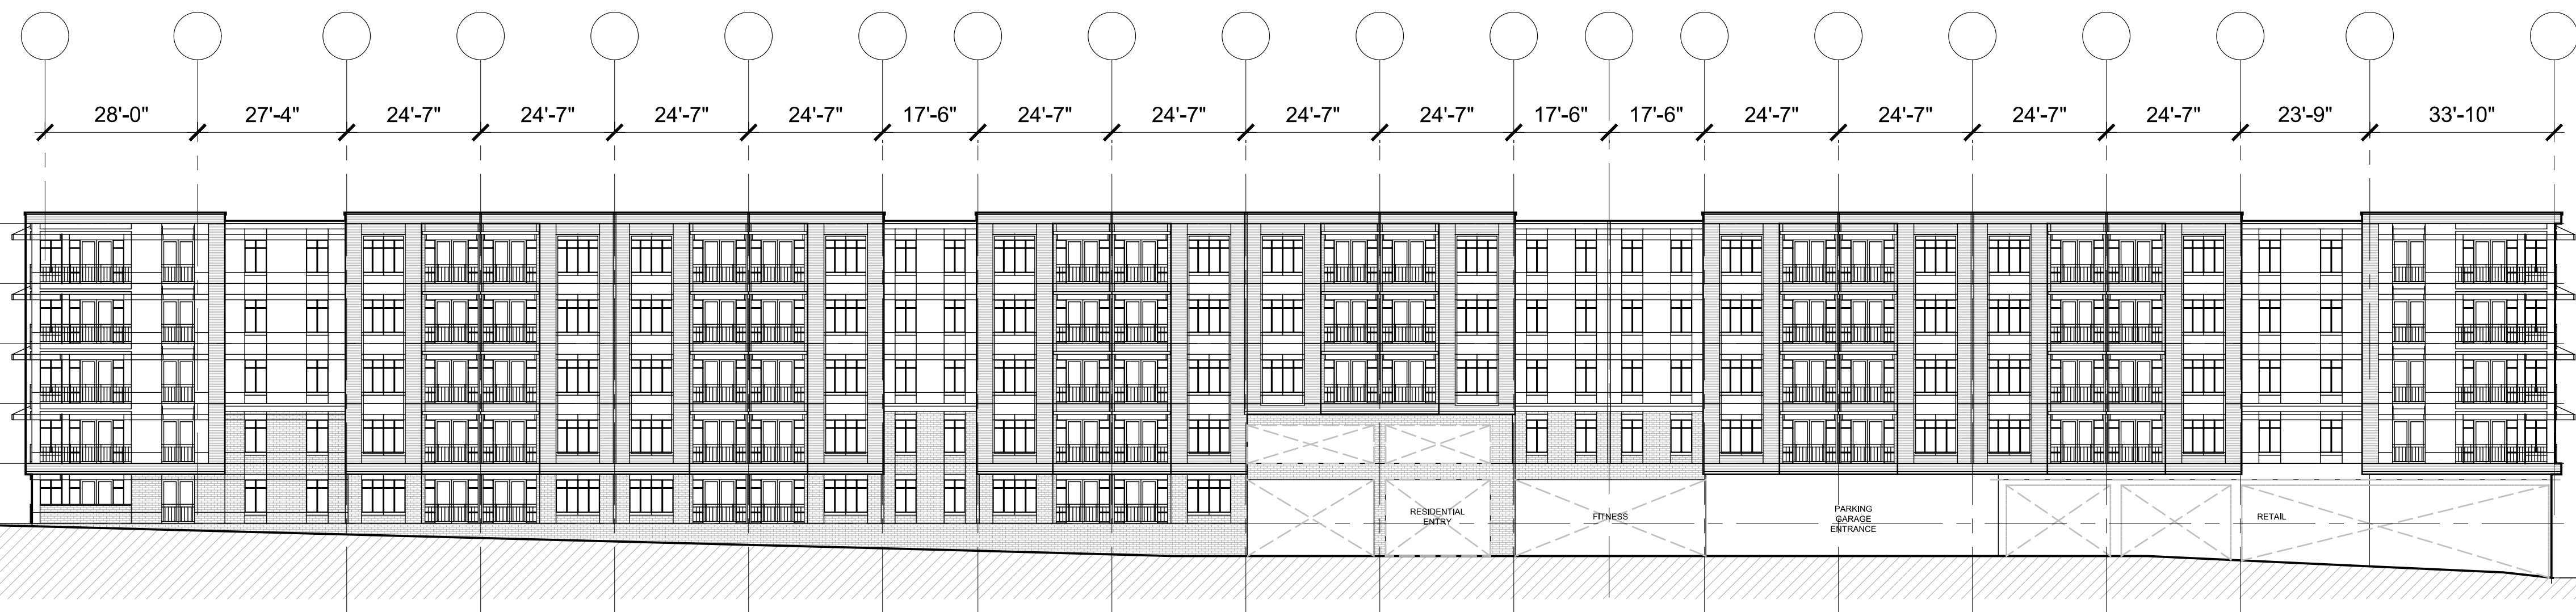 28'-0"
27'-4"
24'-7"
24'-7"
24'-7"
24'-7"
17'-6"
24'-7"
24'-7"
24'-7"
24'-7"
17'-6"
17'-6"
24'-7"
24'-7"
24'-7"
24'-7"
23'-9"
33'-10"
RESIDENTIAL
ENTRY
FITNESS
PARKING
GARAGE
ENTRANCE
RETAIL